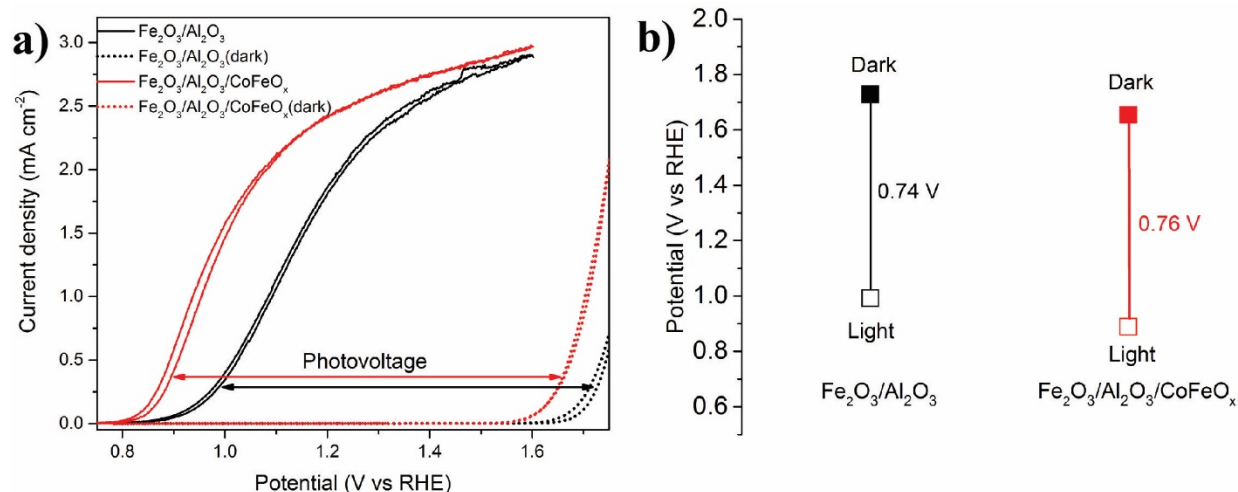 a)
Fe₂O₃/Al₂O₃
Fe₂O₃/Al₂O₃(dark)
Fe₂O₃/Al₂O₃/CoFeOₓ
Fe₂O₃/Al₂O₃/CoFeOₓ(dark)
Photovoltage
Current density (mA cm⁻²)
3.0
2.5
2.0
1.5
1.0
0.5
0.0
0.8
1.0
1.2
1.4
1.6
Potential (V vs RHE)
b)
Potential (V vs RHE)
2.0
1.8
1.6
1.4
1.2
1.0
0.8
0.6
Dark
0.74 V
Light
Fe₂O₃/Al₂O₃
Dark
0.76 V
Light
Fe₂O₃/Al₂O₃/CoFeOₓ